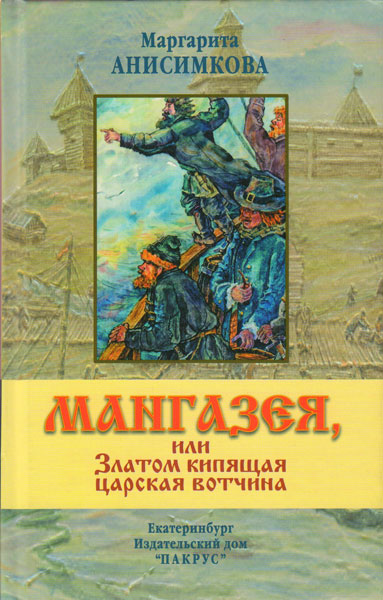 Маргарита
АНИСИМКОВА
МАНГАЗЕЯ,
или
Златом кипящая
царская вотчина
Екатеринбург
Издательский дом
"ПАКРУС"